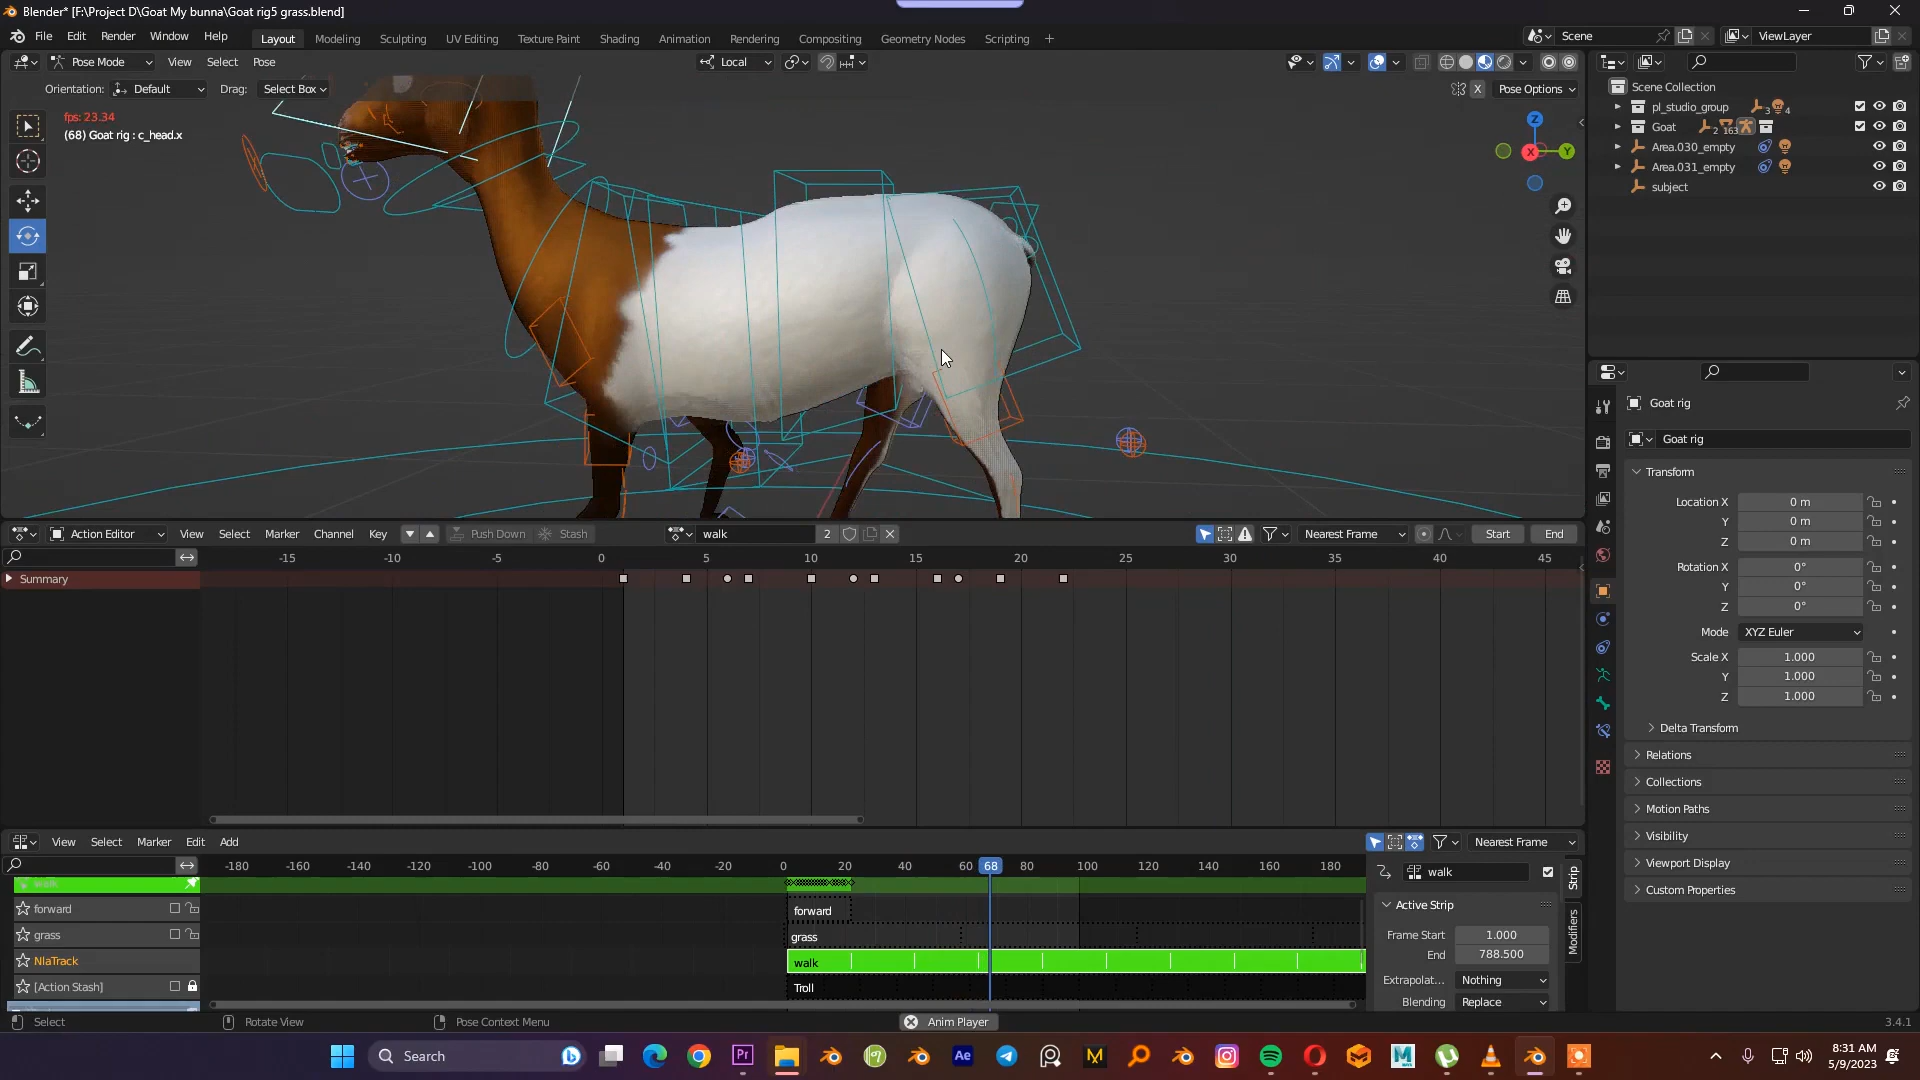 Blender* [F:\Project D\Goat My bunna\Goat rig5 grass.blend]
File Edit Render Window Help Layout Modeling Sculpting UV Editing Texture Paint Shading Animation Rendering Compositing Geometry Nodes Scripting + Scene ViewLayer
Pose Mode View Select Pose Local
Orientation: Default Drag: Select Box X Pose Options
fps: 23.34
(68) Goat rig : c_head.x
Z
Y
X
Scene Collection
pl_studio_group 3 4
Goat 2 163
Area.030_empty
Area.031_empty
subject
Goat rig
Goat rig
Transform
Location X 0 m
Y 0 m
Z 0 m
Rotation X 0°
Y 0°
Z 0°
Mode XYZ Euler
Scale X 1.000
Y 1.000
Z 1.000
Delta Transform
Relations
Collections
Motion Paths
Visibility
Viewport Display
Custom Properties
Action Editor View Select Marker Channel Key Push Down Stash walk 2 Nearest Frame Start End
-15 -10 -5 0 5 10 15 20 25 30 35 40 45
Summary
View Select Marker Edit Add Nearest Frame
-180 -160 -140 -120 -100 -80 -60 -40 -20 0 20 40 60 68 80 100 120 140 160 180
walk
forward forward
grass grass
NlaTrack walk
[Action Stash] Troll
walk
Strip
Modifiers
Active Strip
Frame Start 1.000
End 788.500
Extrapolat... Nothing
Blending Replace
Select Rotate View Pose Context Menu Anim Player 3.4.1
Search
8:31 AM
5/9/2023